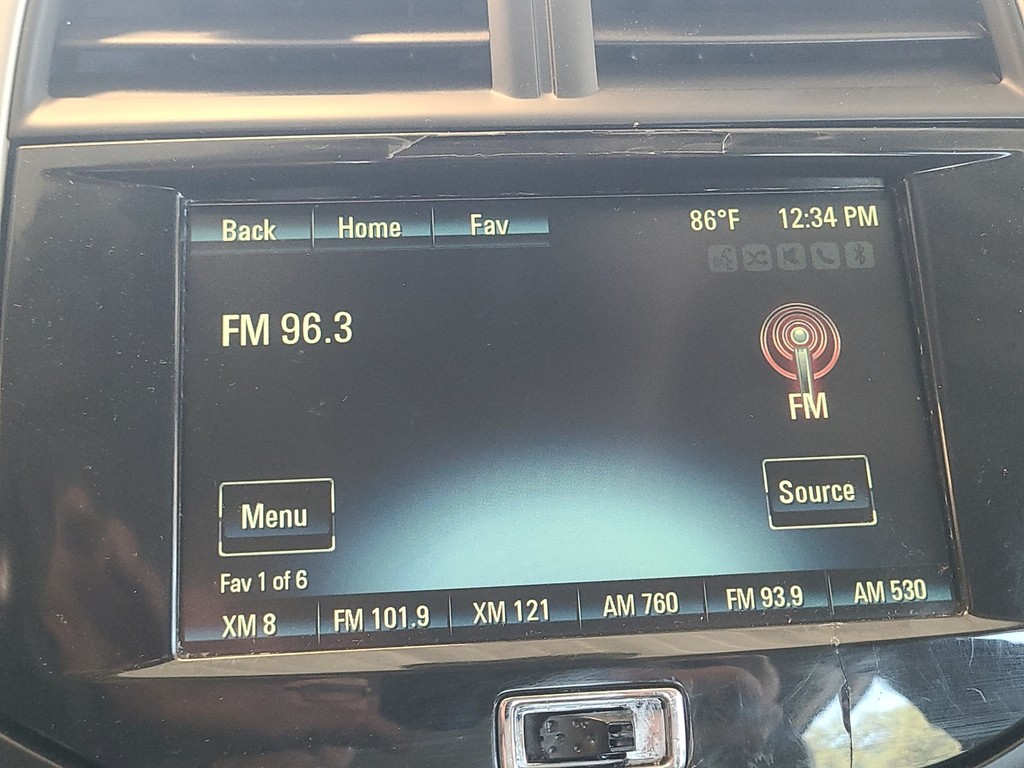 Back Home Fav 86°F 12:34 PM
FM 96.3
FM
Menu Source
Fav 1 of 6
XM 8 FM 101.9 XM 121 AM 760 FM 93.9 AM 530